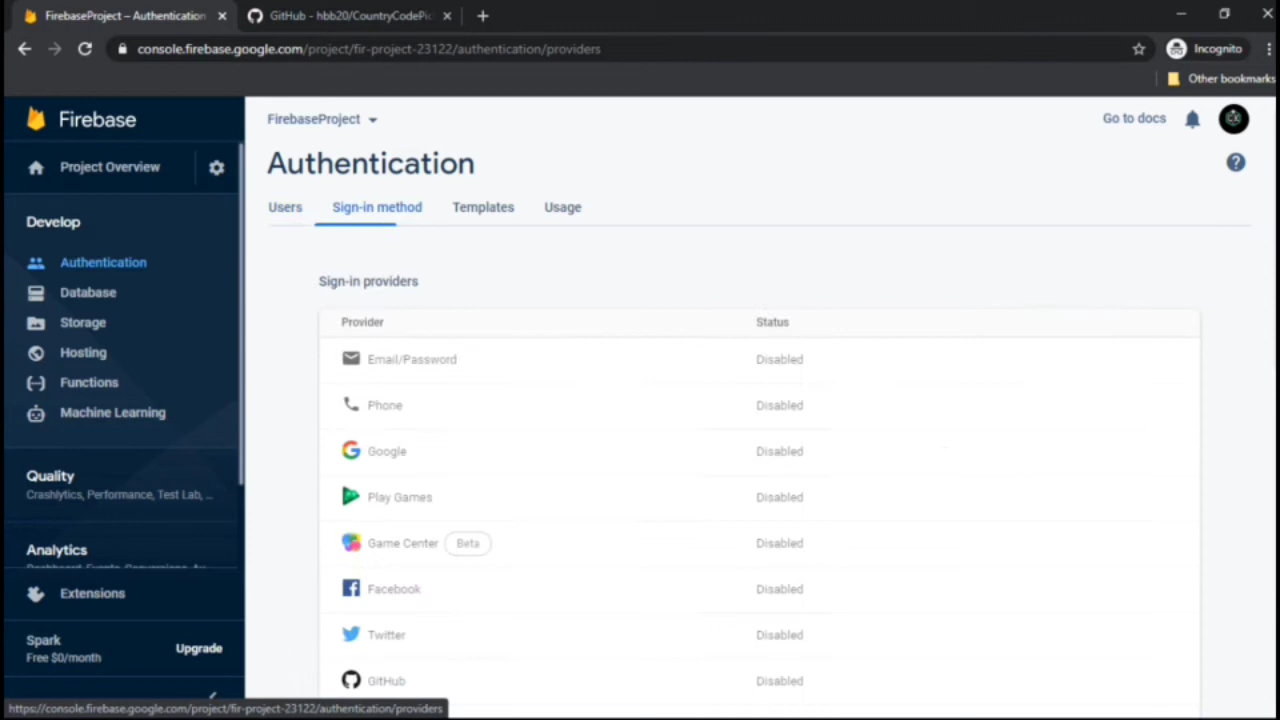 FirebaseProject – Authentication
GitHub - hbb20/CountryCodePic
console.firebase.google.com/project/fir-project-23122/authentication/providers
Incognito
Other bookmarks
Firebase
Project Overview
Develop
Authentication
Database
Storage
Hosting
Functions
Machine Learning
Quality
Crashlytics, Performance, Test Lab, ...
Analytics
Dashboard, Events, Conversions, Au...
Extensions
Spark
Free $0/month
Upgrade
FirebaseProject
Go to docs
Authentication
Users Sign-in method Templates Usage
Sign-in providers
Provider Status
Email/Password Disabled
Phone Disabled
Google Disabled
Play Games Disabled
Game Center Beta Disabled
Facebook Disabled
Twitter Disabled
GitHub Disabled
https://console.firebase.google.com/project/fir-project-23122/authentication/providers